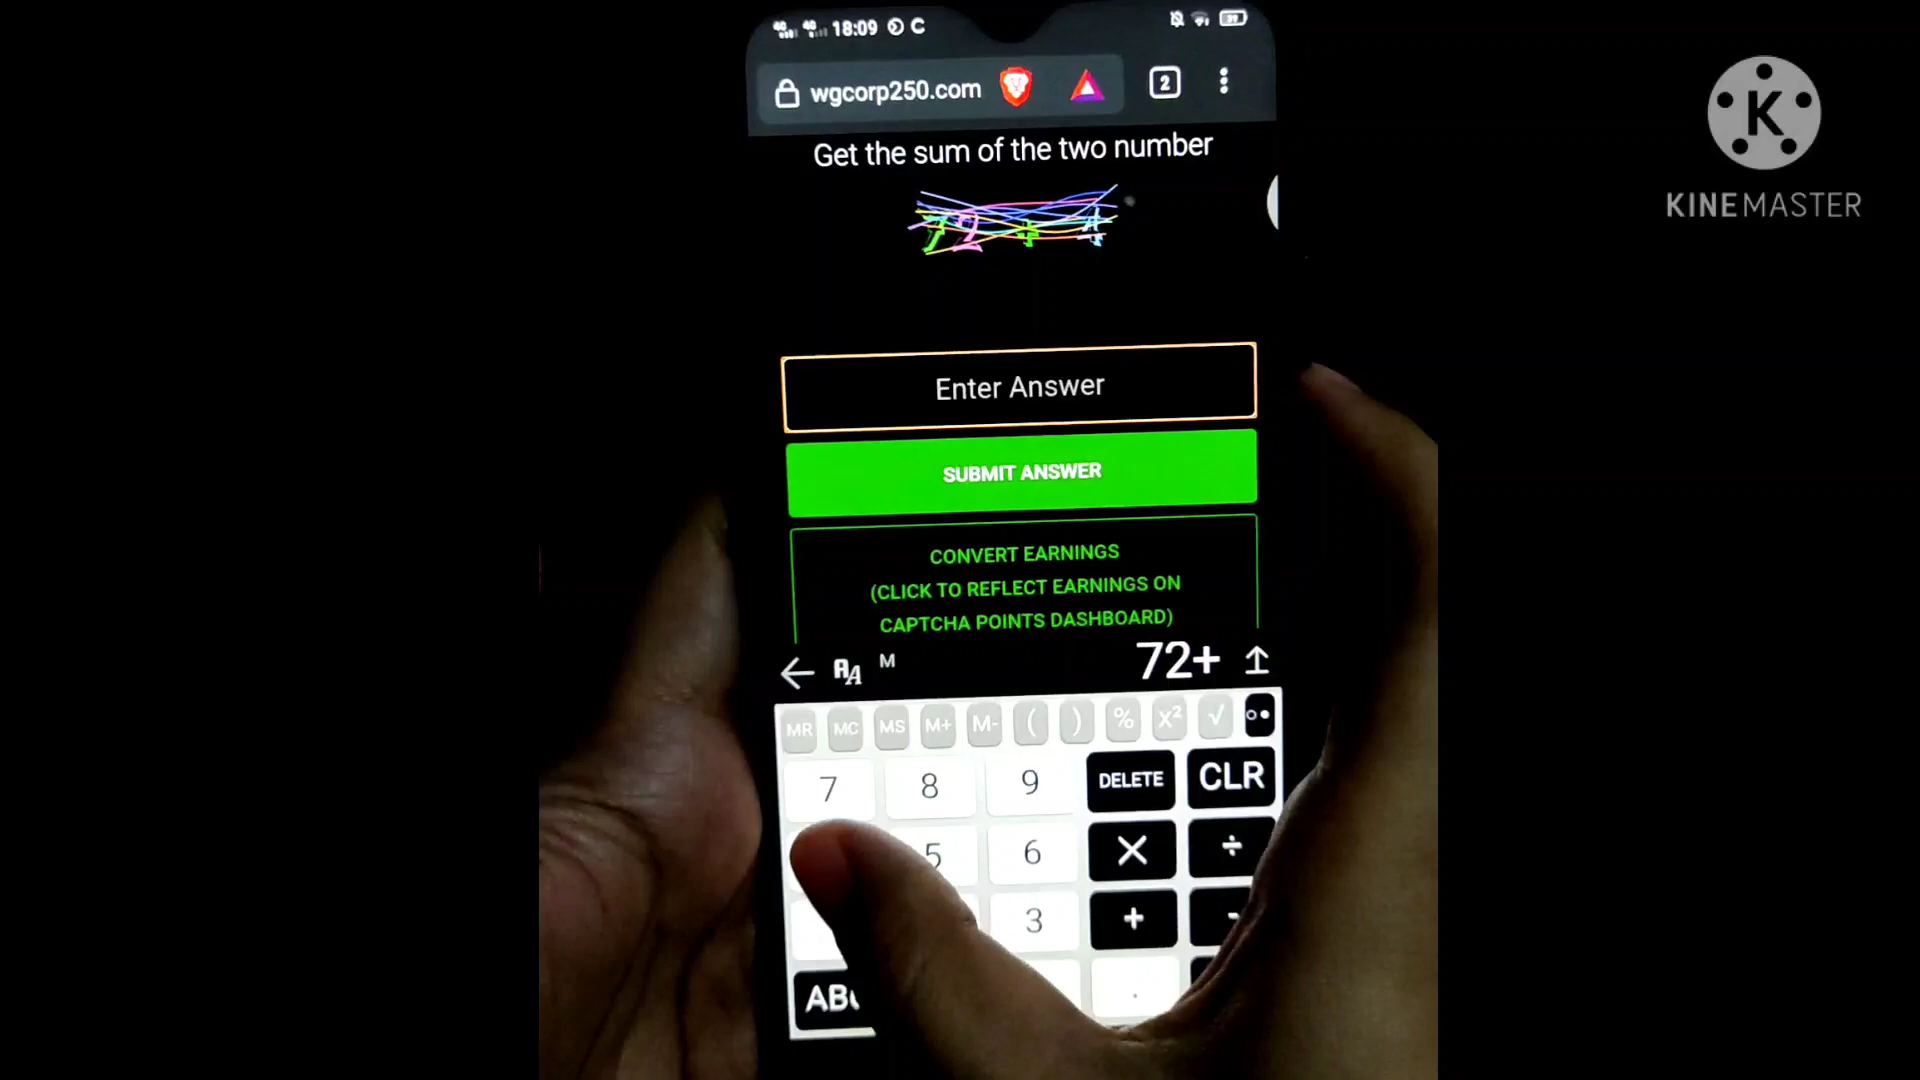 18:09
wgcorp250.com
2
Get the sum of the two number
72 + 4
Enter Answer
SUBMIT ANSWER
CONVERT EARNINGS
(CLICK TO REFLECT EARNINGS ON
CAPTCHA POINTS DASHBOARD)
M
72+
MR MC MS M+ M- ( ) % X² √
7 8 9 DELETE CLR
5 6 × ÷
3 + -
.
K
KINEMASTER